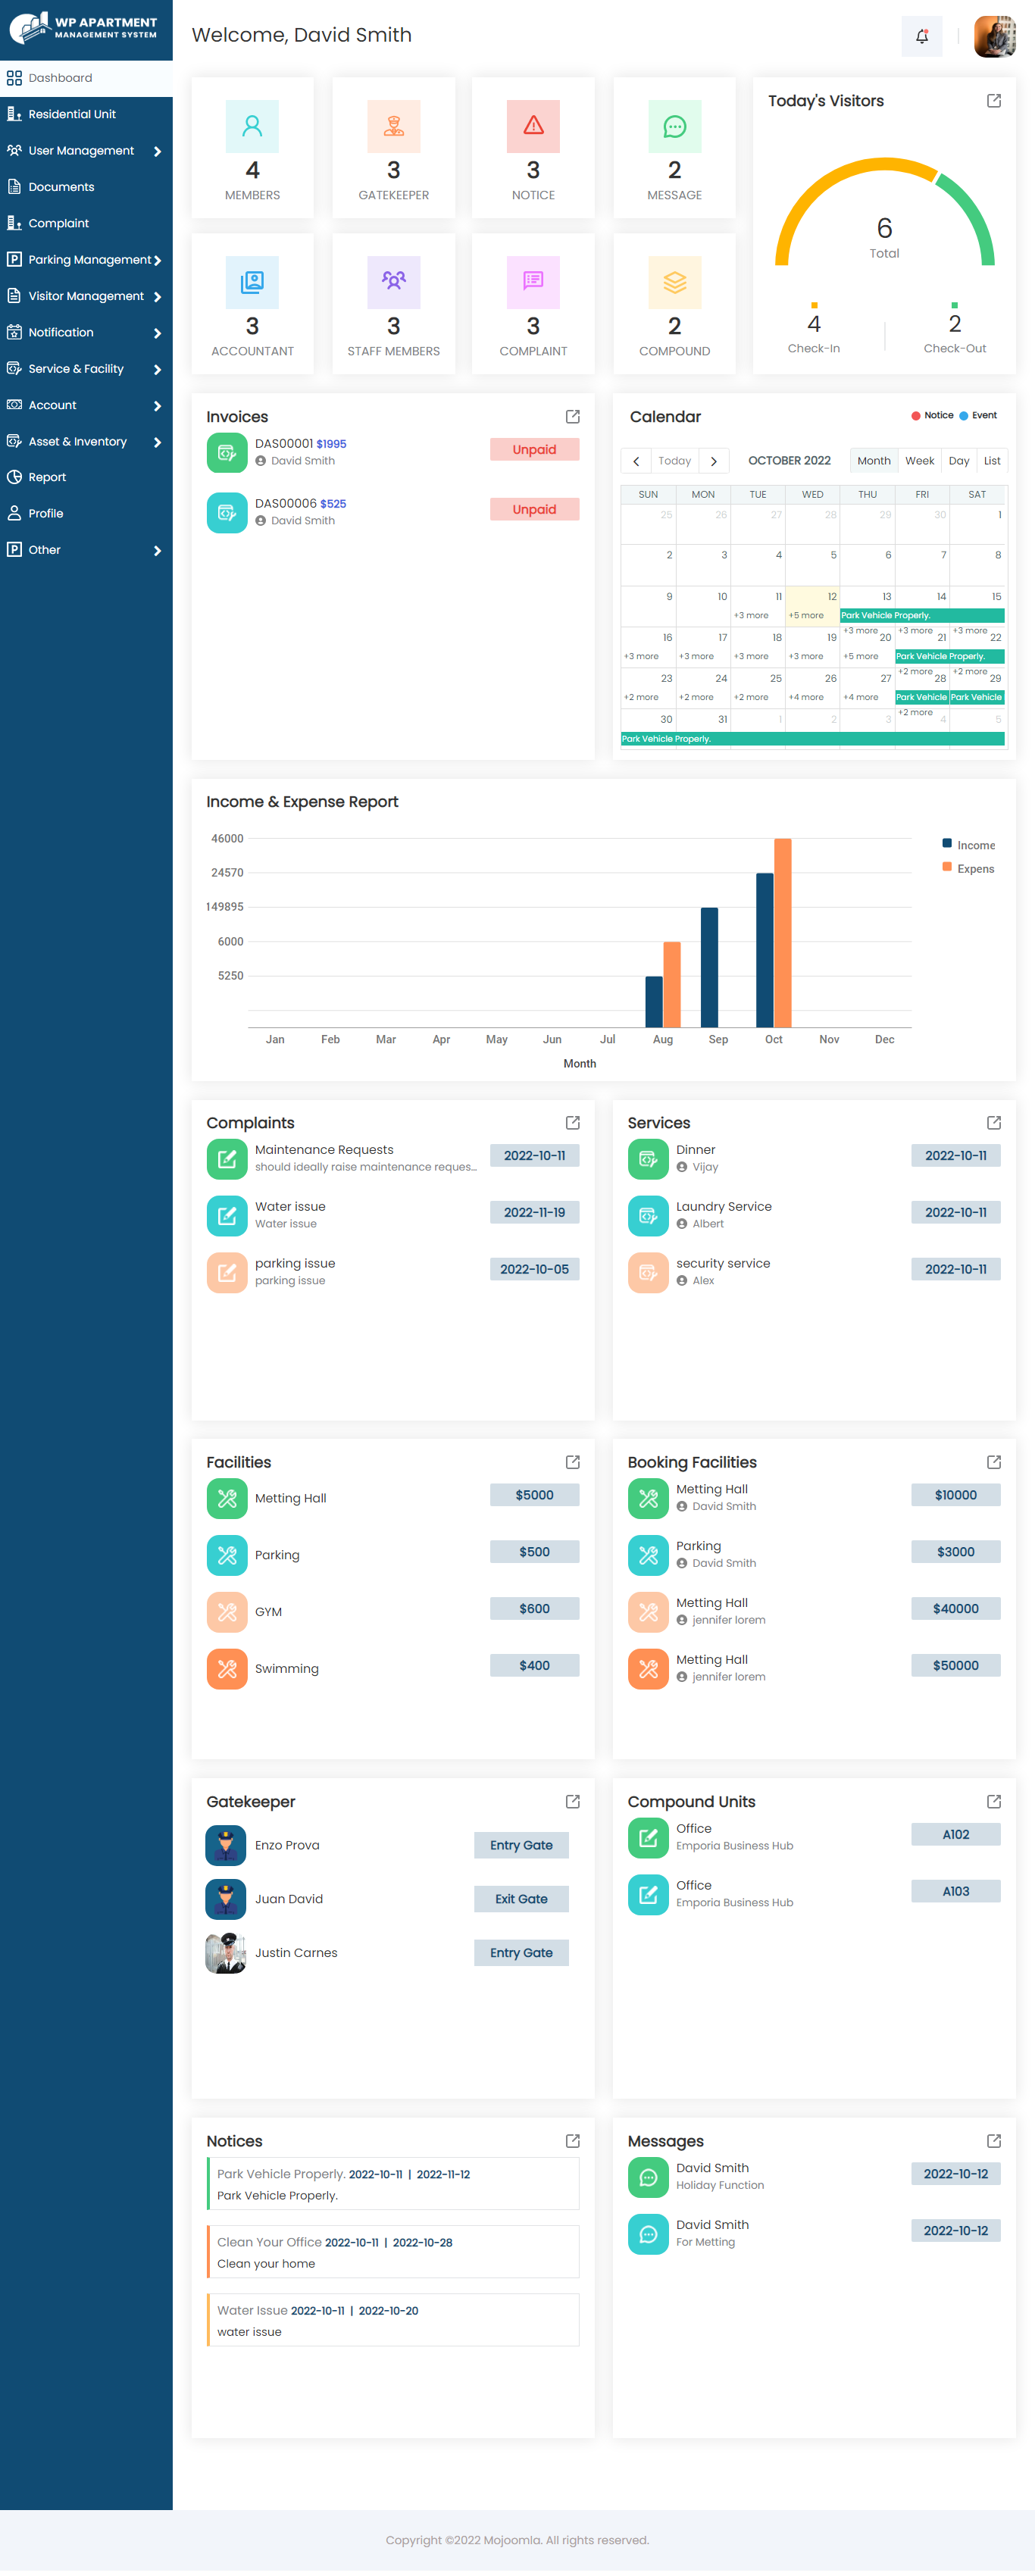 WP APARTMENT
MANAGEMENT SYSTEM
Dashboard
Residential Unit
User Management
Documents
Complaint
Parking Management
Visitor Management
Notification
Service & Facility
Account
Asset & Inventory
Report
Profile
Other
Welcome, David Smith
4
MEMBERS
3
GATEKEEPER
3
NOTICE
2
MESSAGE
3
ACCOUNTANT
3
STAFF MEMBERS
3
COMPLAINT
2
COMPOUND
Today's Visitors
6
Total
4
Check-In
2
Check-Out
Invoices
DAS00001 $1995
David Smith
Unpaid
DAS00006 $525
David Smith
Unpaid
Calendar
Notice Event
Today
OCTOBER 2022
Month Week Day List
SUN MON TUE WED THU FRI SAT
25 26 27 28 29 30 1
2 3 4 5 6 7 8
9 10 11 12 13 14 15
+3 more +5 more Park Vehicle Properly.
+3 more +3 more +3 more
16 17 18 19 20 21 22
+3 more +3 more +3 more +3 more +5 more Park Vehicle Properly.
+2 more +2 more
23 24 25 26 27 28 29
+2 more +2 more +2 more +4 more +4 more Park Vehicle Park Vehicle
+2 more
30 31 1 2 3 4 5
Park Vehicle Properly.
Income & Expense Report
46000
24570
149895
6000
5250
Jan Feb Mar Apr May Jun Jul Aug Sep Oct Nov Dec
Month
Income
Expens
Complaints
Maintenance Requests
should ideally raise maintenance reques...
2022-10-11
Water issue
Water issue
2022-11-19
parking issue
parking issue
2022-10-05
Services
Dinner
Vijay
2022-10-11
Laundry Service
Albert
2022-10-11
security service
Alex
2022-10-11
Facilities
Metting Hall
$5000
Parking
$500
GYM
$600
Swimming
$400
Booking Facilities
Metting Hall
David Smith
$10000
Parking
David Smith
$3000
Metting Hall
jennifer lorem
$40000
Metting Hall
jennifer lorem
$50000
Gatekeeper
Enzo Prova
Entry Gate
Juan David
Exit Gate
Justin Carnes
Entry Gate
Compound Units
Office
Emporia Business Hub
A102
Office
Emporia Business Hub
A103
Notices
Park Vehicle Properly. 2022-10-11 | 2022-11-12
Park Vehicle Properly.
Clean Your Office 2022-10-11 | 2022-10-28
Clean your home
Water Issue 2022-10-11 | 2022-10-20
water issue
Messages
David Smith
Holiday Function
2022-10-12
David Smith
For Metting
2022-10-12
Copyright ©2022 Mojoomla. All rights reserved.